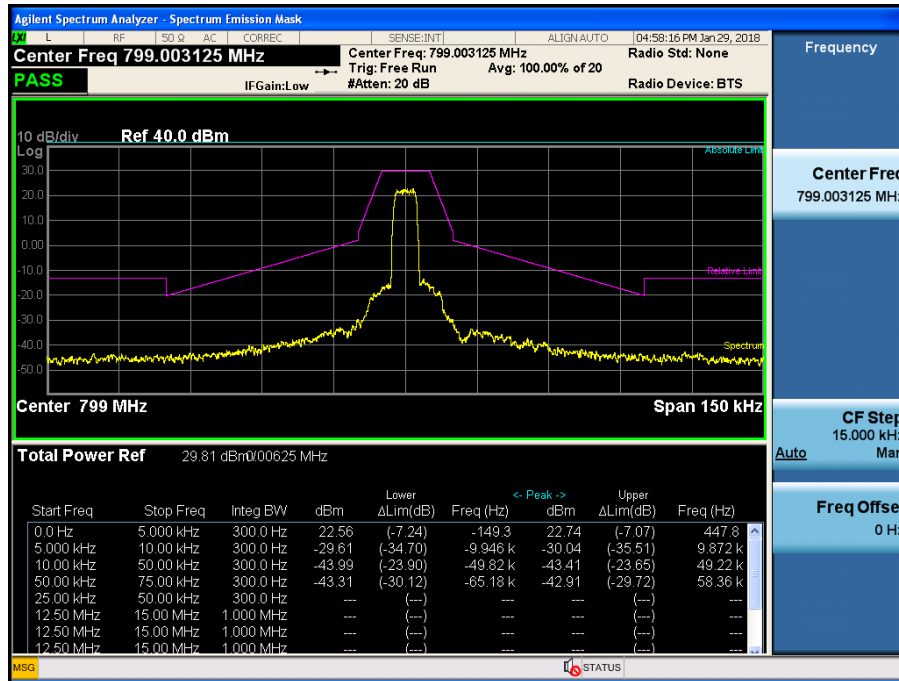 Agilent Spectrum Analyzer - Spectrum Emission Mask
LXI L RF 50 Ω AC CORREC SENSE:INT ALIGN AUTO 04:58:16 PM Jan 29, 2018
Center Freq 799.003125 MHz
Center Freq: 799.003125 MHz Radio Std: None
Trig: Free Run Avg: 100.00% of 20
PASS IFGain:Low #Atten: 20 dB Radio Device: BTS
10 dB/div Ref 40.0 dBm
Log
Absolute Limit
30.0
20.0
10.0
0.00
-10.0
Relative Limit
-20.0
-30.0
-40.0
Spectrum
-50.0
Center 799 MHz Span 150 kHz
Total Power Ref 29.81 dBm/0.00625 MHz
Lower <- Peak -> Upper
Start Freq Stop Freq Integ BW dBm ΔLim(dB) Freq (Hz) dBm ΔLim(dB) Freq (Hz)
0.0 Hz 5.000 kHz 300.0 Hz 22.56 (-7.24) -149.3 22.74 (-7.07) 447.8
5.000 kHz 10.00 kHz 300.0 Hz -29.61 (-34.70) -9.946 k -30.04 (-35.51) 9.872 k
10.00 kHz 50.00 kHz 300.0 Hz -43.99 (-23.90) -49.82 k -43.41 (-23.65) 49.22 k
50.00 kHz 75.00 kHz 300.0 Hz -43.31 (-30.12) -65.18 k -42.91 (-29.72) 58.36 k
25.00 kHz 50.00 kHz 300.0 Hz --- (---) --- --- (---) ---
12.50 MHz 15.00 MHz 1.000 MHz --- (---) --- --- (---) ---
12.50 MHz 15.00 MHz 1.000 MHz --- (---) --- --- (---) ---
12.50 MHz 15.00 MHz 1.000 MHz --- (---) --- --- (---) ---
MSG STATUS
Frequency
Center Freq
799.003125 MHz
CF Step
15.000 kHz
Auto Man
Freq Offset
0 Hz